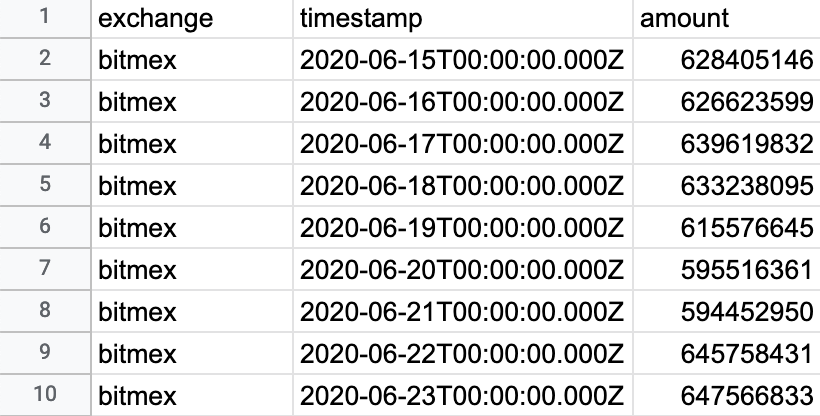 1 exchange timestamp amount
2 bitmex 2020-06-15T00:00:00.000Z 628405146
3 bitmex 2020-06-16T00:00:00.000Z 626623599
4 bitmex 2020-06-17T00:00:00.000Z 639619832
5 bitmex 2020-06-18T00:00:00.000Z 633238095
6 bitmex 2020-06-19T00:00:00.000Z 615576645
7 bitmex 2020-06-20T00:00:00.000Z 595516361
8 bitmex 2020-06-21T00:00:00.000Z 594452950
9 bitmex 2020-06-22T00:00:00.000Z 645758431
10 bitmex 2020-06-23T00:00:00.000Z 647566833